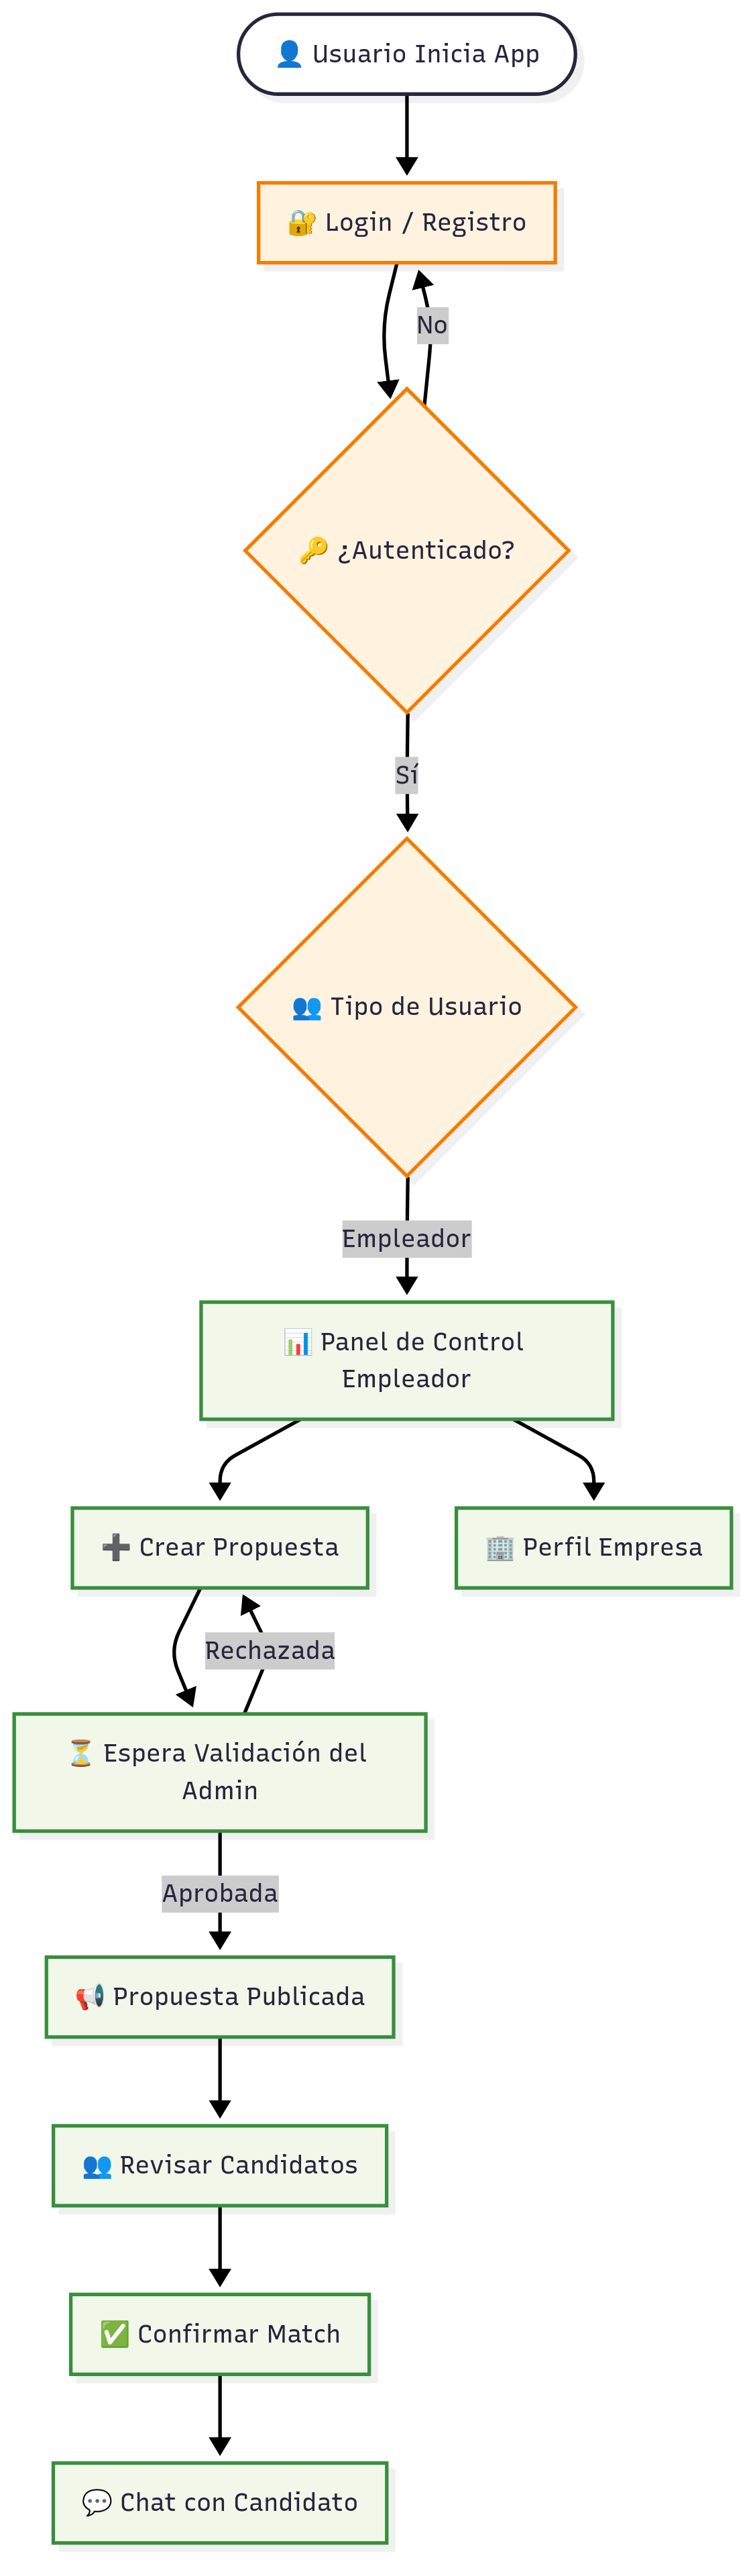 👤 Usuario Inicia App
🔐 Login / Registro
No
🔑 ¿Autenticado?
Sí
👥 Tipo de Usuario
Empleador
📊 Panel de Control
Empleador
➕ Crear Propuesta
🏢 Perfil Empresa
Rechazada
⏳ Espera Validación del
Admin
Aprobada
📢 Propuesta Publicada
👥 Revisar Candidatos
✅ Confirmar Match
💬 Chat con Candidato